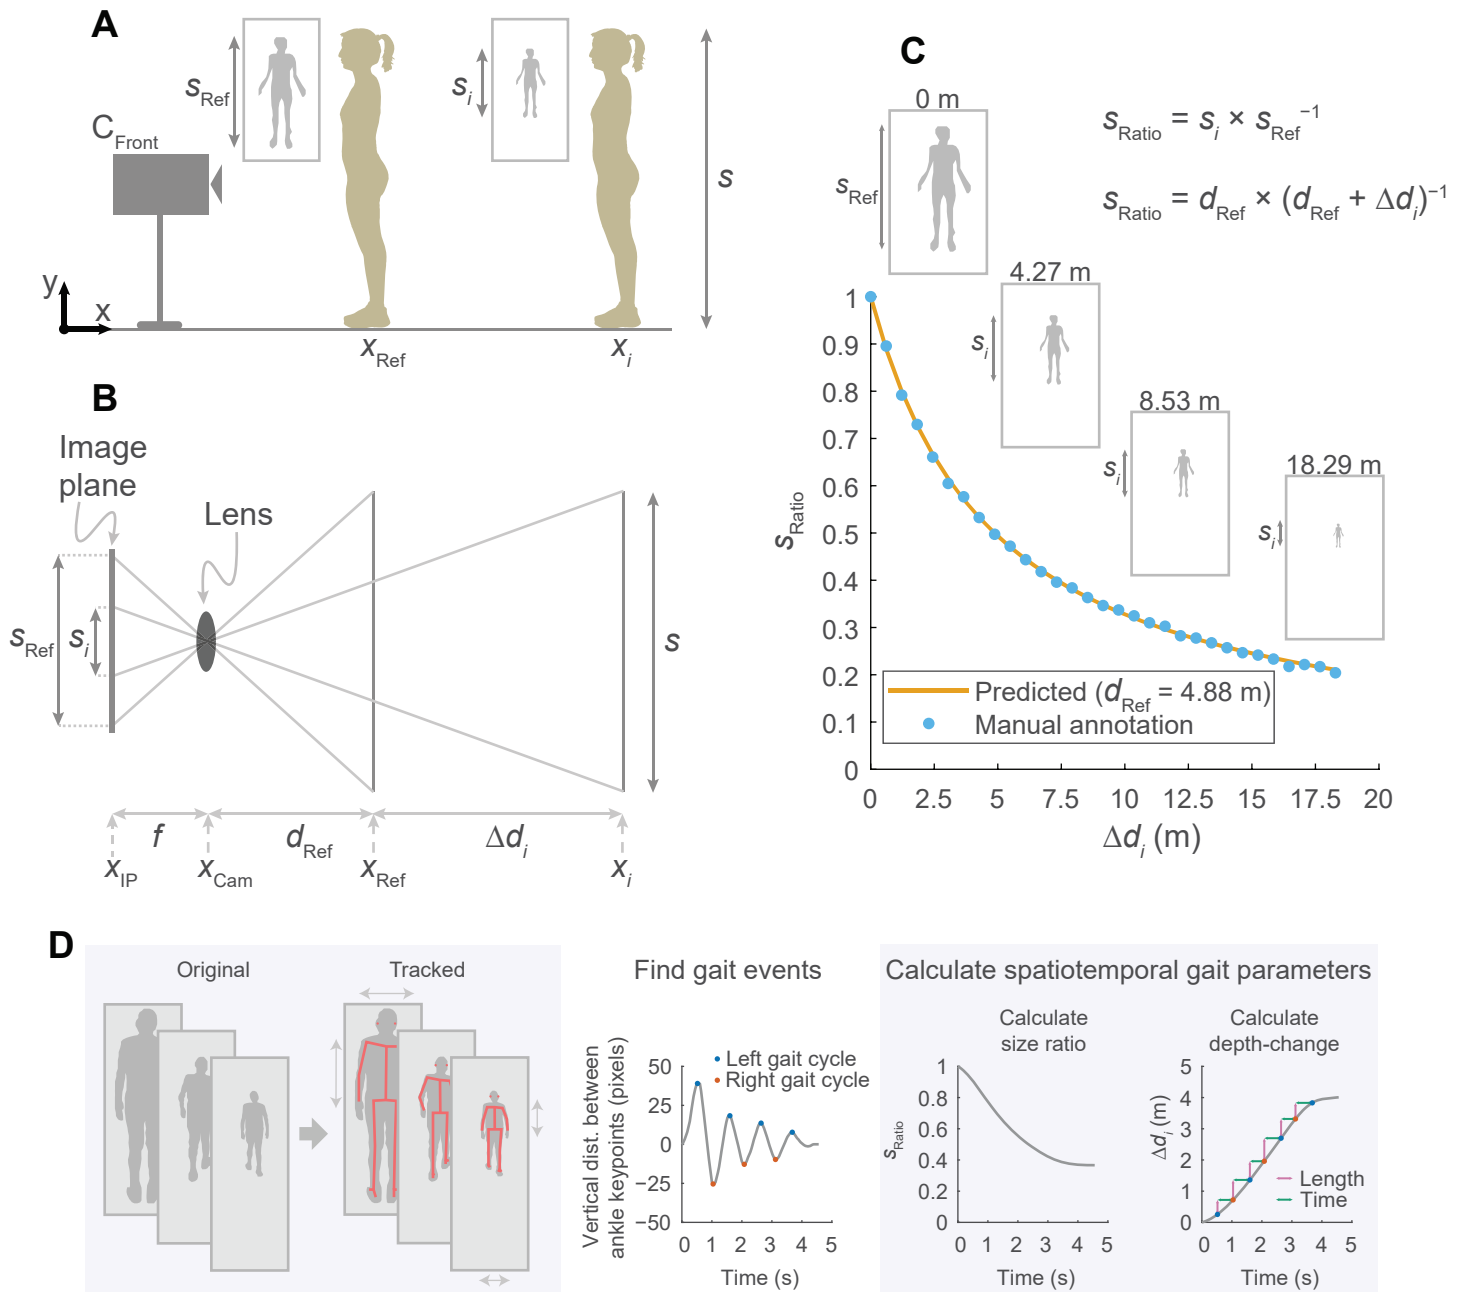 A
s_Ref
s_i
C_Front
s
y
x
x_Ref
x_i
B
Image
plane
Lens
s_Ref
s_i
s
f
d_Ref
Δd_i
x_IP
x_Cam
x_Ref
x_i
C
0 m
s_Ratio = s_i × s_Ref^−1
s_Ref
s_Ratio = d_Ref × (d_Ref + Δd_i)^−1
4.27 m
s_i
8.53 m
s_i
18.29 m
s_i
1
0.9
0.8
0.7
0.6
0.5
0.4
0.3
0.2
0.1
0
s_Ratio
Predicted (d_Ref = 4.88 m)
Manual annotation
0 2.5 5 7.5 10 12.5 15 17.5 20
Δd_i (m)
D
Original
Tracked
Find gait events
Left gait cycle
Right gait cycle
Vertical dist. between
ankle keypoints (pixels)
50
25
0
−25
−50
0 1 2 3 4 5
Time (s)
Calculate spatiotemporal gait parameters
Calculate
size ratio
s_Ratio
1
0.8
0.6
0.4
0.2
0
0 1 2 3 4 5
Time (s)
Calculate
depth-change
Δd_i (m)
5
4
3
2
1
0
Length
Time
0 1 2 3 4 5
Time (s)